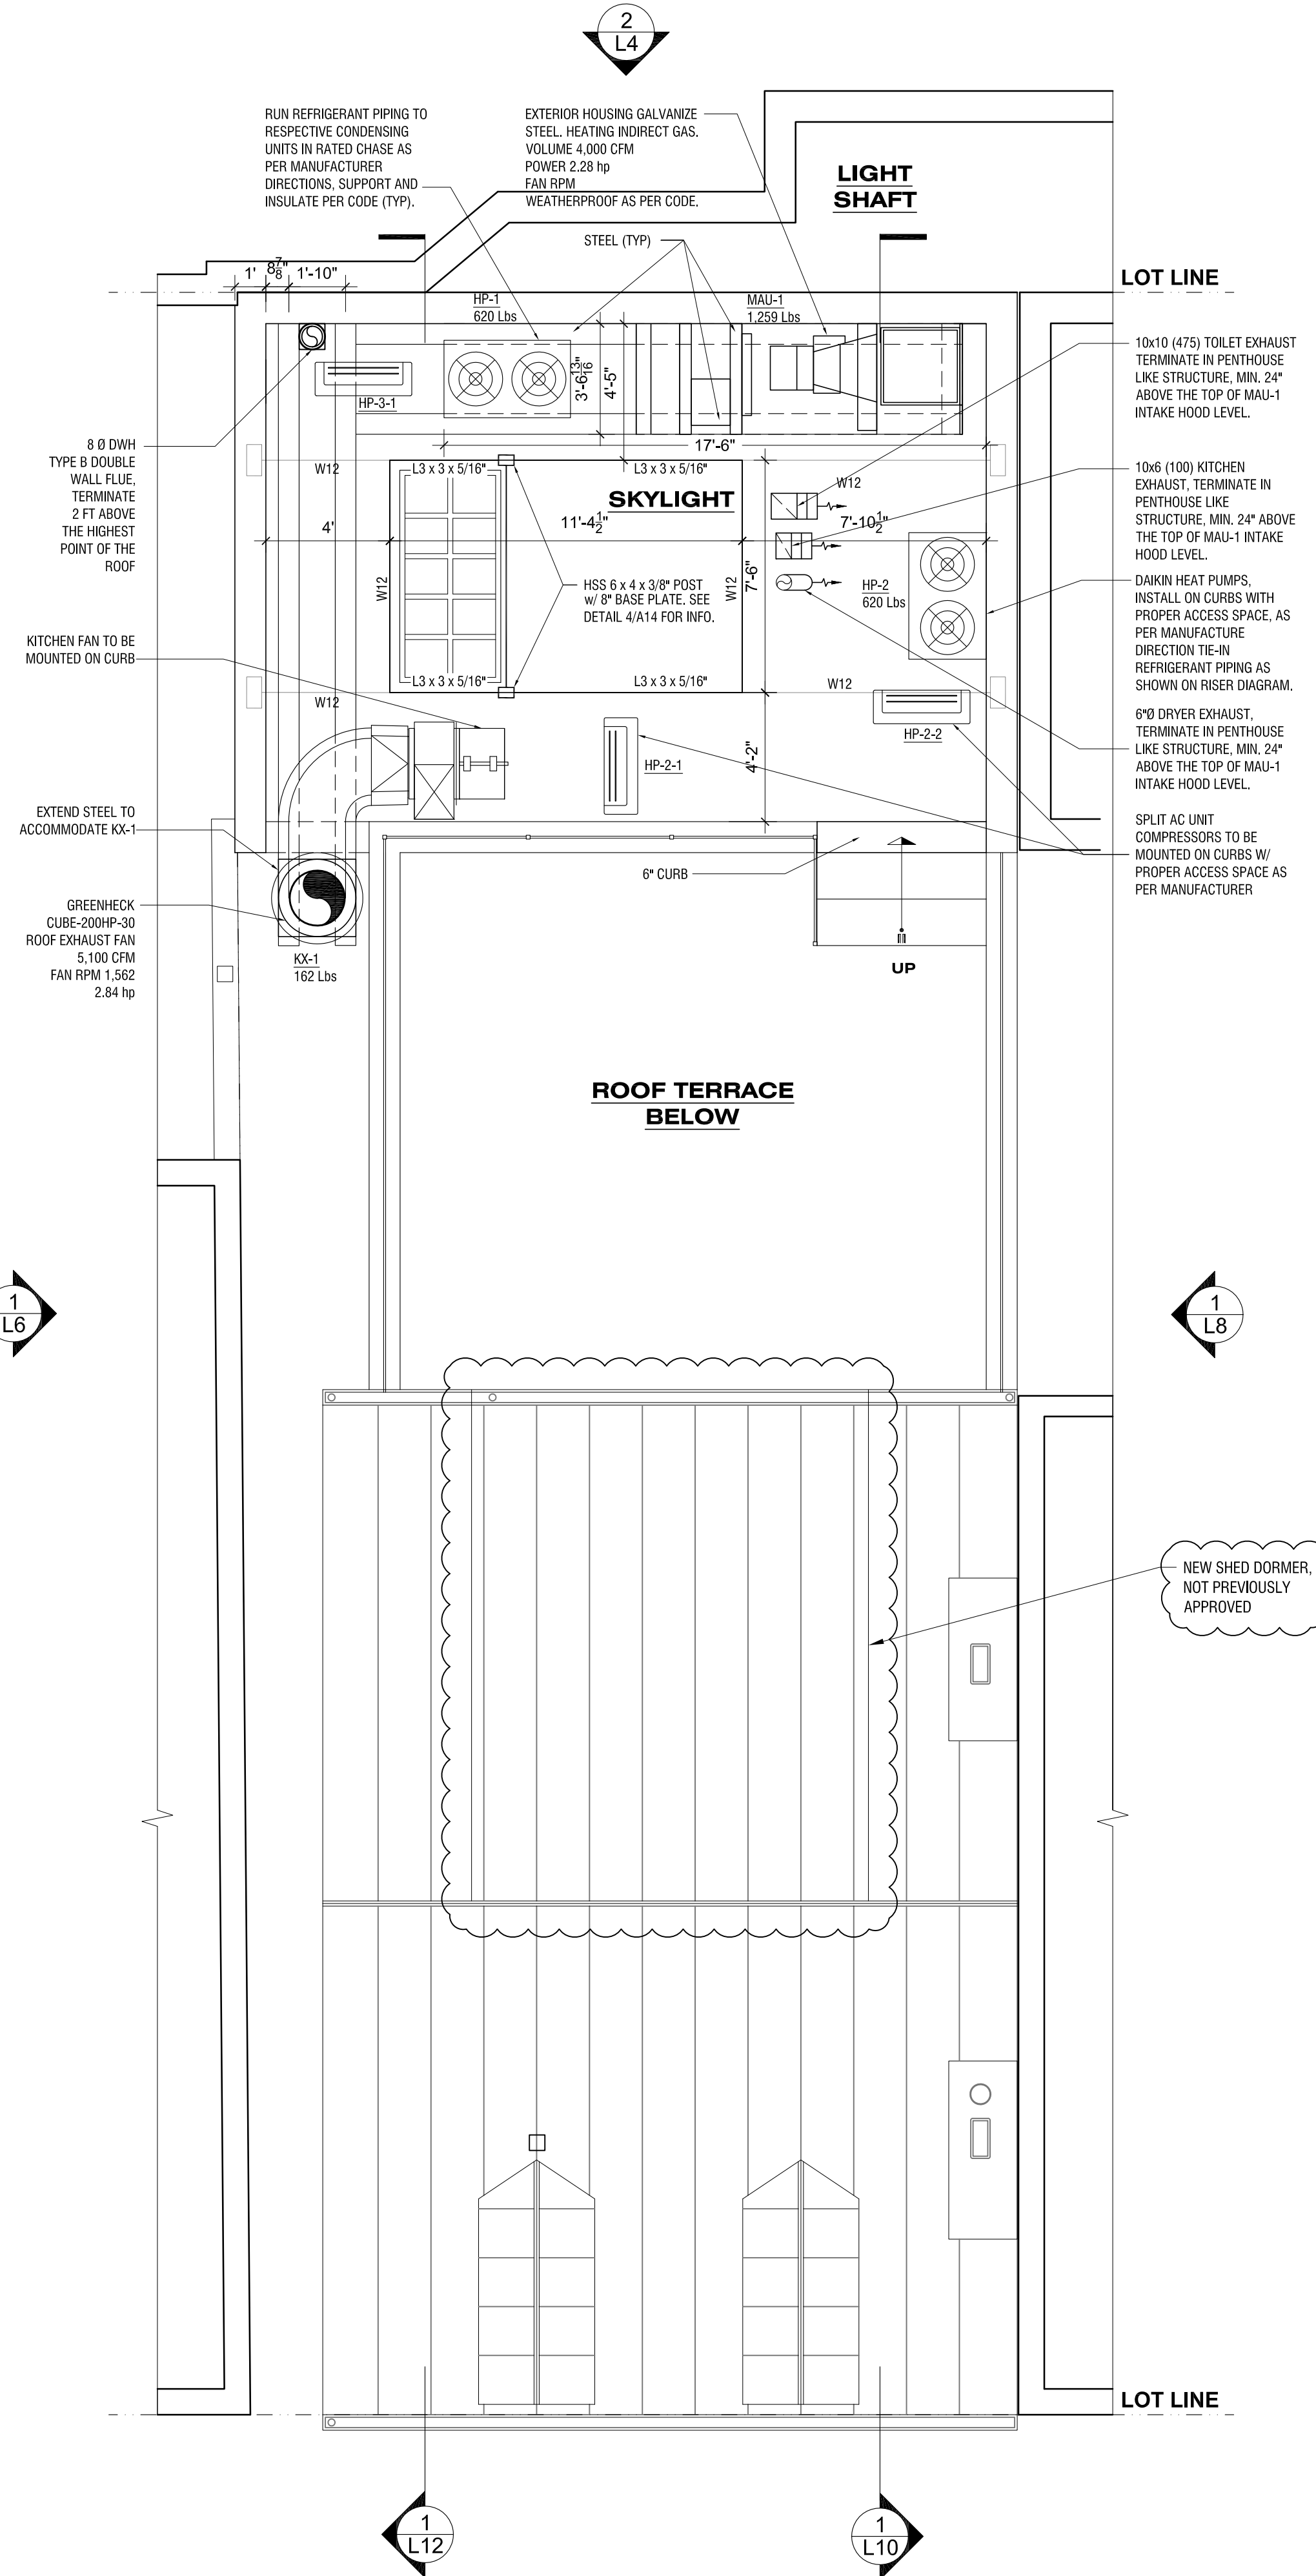 2
L4
RUN REFRIGERANT PIPING TO
RESPECTIVE CONDENSING
UNITS IN RATED CHASE AS
PER MANUFACTURER
DIRECTIONS, SUPPORT AND
INSULATE PER CODE (TYP).
EXTERIOR HOUSING GALVANIZE
STEEL. HEATING INDIRECT GAS.
VOLUME 4,000 CFM
POWER 2.28 hp
FAN RPM
WEATHERPROOF AS PER CODE.
LIGHT
SHAFT
STEEL (TYP)
1' 8 7/8" 1'-10"
LOT LINE
HP-1
620 Lbs
MAU-1
1,259 Lbs
10x10 (475) TOILET EXHAUST
TERMINATE IN PENTHOUSE
LIKE STRUCTURE, MIN. 24"
ABOVE THE TOP OF MAU-1
INTAKE HOOD LEVEL.
HP-3-1
3'-6 13/16"
4'-5"
8 Ø DWH
TYPE B DOUBLE
WALL FLUE,
TERMINATE
2 FT ABOVE
THE HIGHEST
POINT OF THE
ROOF
17'-6"
W12
L3 x 3 x 5/16"
L3 x 3 x 5/16"
W12
SKYLIGHT
10x6 (100) KITCHEN
EXHAUST, TERMINATE IN
PENTHOUSE LIKE
STRUCTURE, MIN. 24" ABOVE
THE TOP OF MAU-1 INTAKE
HOOD LEVEL.
4'
11'-4 1/2"
7'-10 1/2"
W12
HSS 6 x 4 x 3/8" POST
w/ 8" BASE PLATE. SEE
DETAIL 4/A14 FOR INFO.
W12
7'-6"
HP-2
620 Lbs
DAIKIN HEAT PUMPS,
INSTALL ON CURBS WITH
PROPER ACCESS SPACE, AS
PER MANUFACTURE
DIRECTION TIE-IN
REFRIGERANT PIPING AS
SHOWN ON RISER DIAGRAM.
KITCHEN FAN TO BE
MOUNTED ON CURB
L3 x 3 x 5/16"
L3 x 3 x 5/16"
W12
W12
HP-2-2
6"Ø DRYER EXHAUST,
TERMINATE IN PENTHOUSE
LIKE STRUCTURE, MIN. 24"
ABOVE THE TOP OF MAU-1
INTAKE HOOD LEVEL.
HP-2-1
4'-2"
EXTEND STEEL TO
ACCOMMODATE KX-1
SPLIT AC UNIT
COMPRESSORS TO BE
MOUNTED ON CURBS W/
PROPER ACCESS SPACE AS
PER MANUFACTURER
6" CURB
GREENHECK
CUBE-200HP-30
ROOF EXHAUST FAN
5,100 CFM
FAN RPM 1,562
2.84 hp
KX-1
162 Lbs
UP
ROOF TERRACE
BELOW
1
L6
1
L8
NEW SHED DORMER,
NOT PREVIOUSLY
APPROVED
LOT LINE
1
L12
1
L10